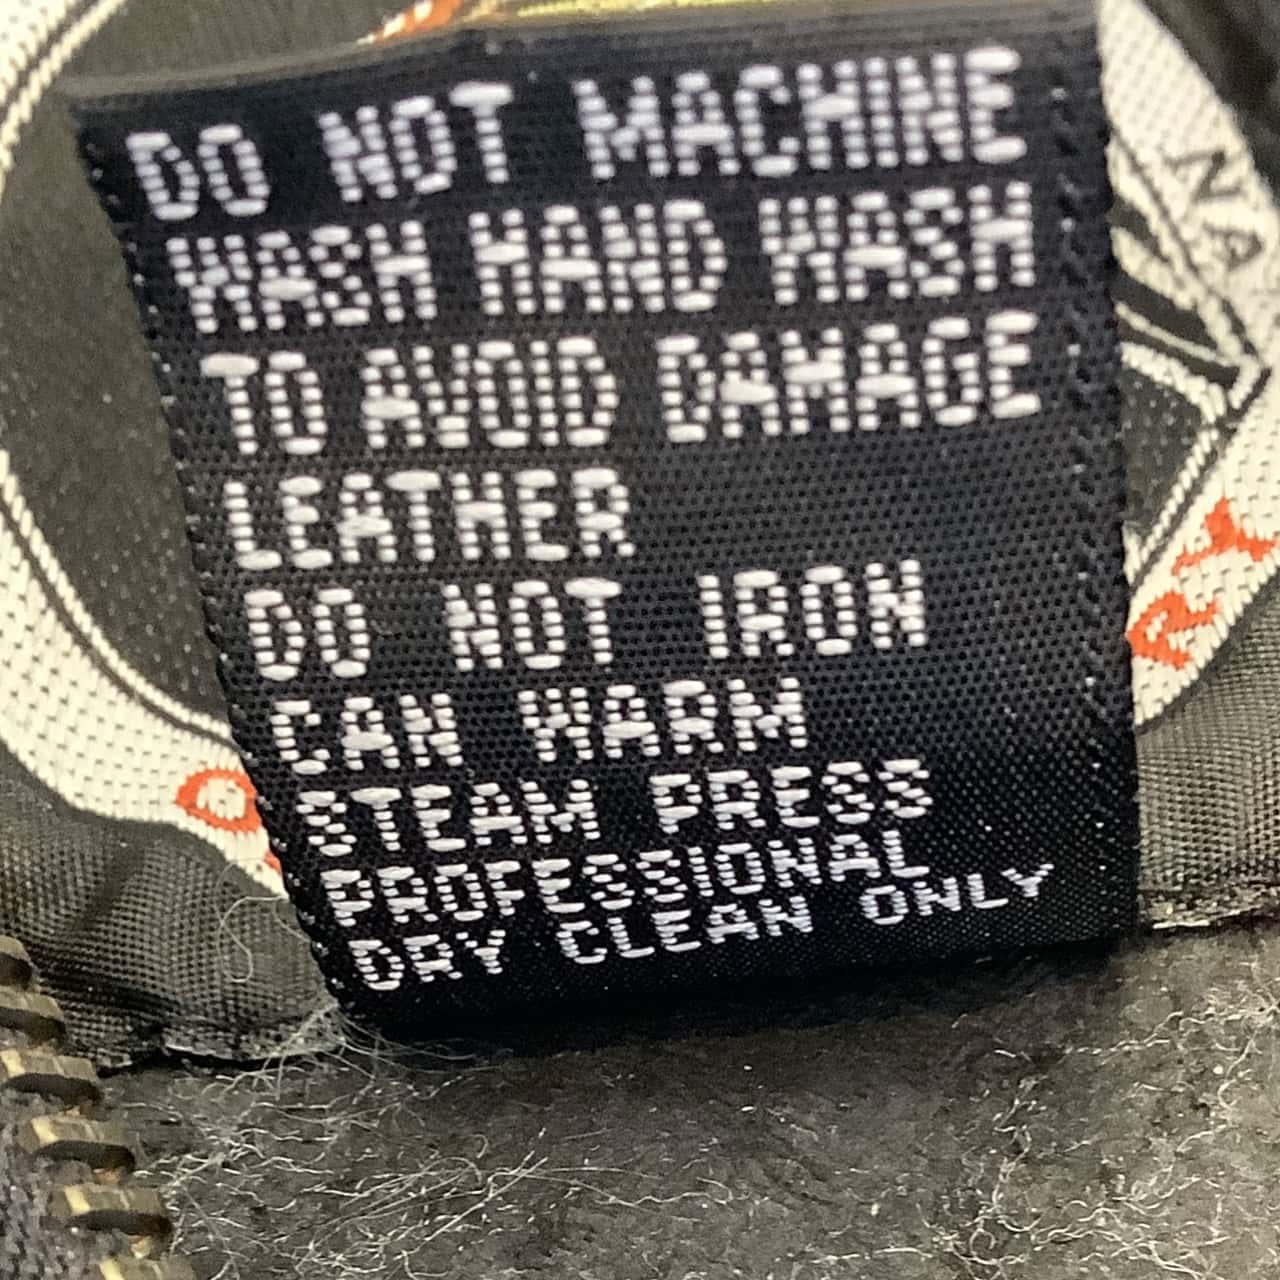 DO NOT MACHINE
WASH HAND WASH
TO AVOID DAMAGE
LEATHER
DO NOT IRON
CAN WARM
STEAM PRESS
PROFESSIONAL
DRY CLEAN ONLY